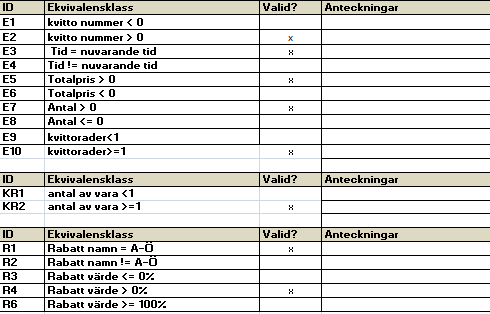 ID Ekvivalensklass Valid? Anteckningar
E1 kvitto nummer < 0
E2 kvitto nummer > 0 x
E3 Tid = nuvarande tid x
E4 Tid != nuvarande tid
E5 Totalpris > 0 x
E6 Totalpris < 0
E7 Antal > 0 x
E8 Antal <= 0
E9 kvittorader<1
E10 kvittorader>=1 x
ID Ekvivalensklass Valid? Anteckningar
KR1 antal av vara <1
KR2 antal av vara >=1 x
ID Ekvivalensklass Valid? Anteckningar
R1 Rabatt namn = A-Ö x
R2 Rabatt namn != A-Ö
R3 Rabatt värde <= 0%
R4 Rabatt värde > 0% x
R6 Rabatt värde >= 100%